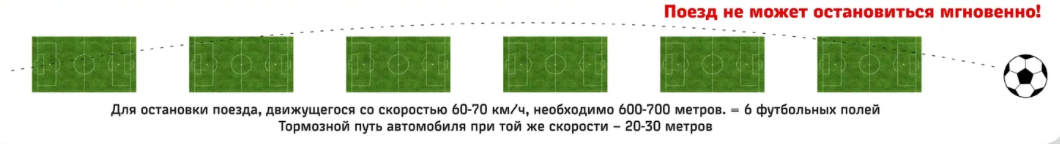 Поезд не может остановиться мгновенно!
Для остановки поезда, движущегося со скоростью 60-70 км/ч, необходимо 600-700 метров. = 6 футбольных полей
Тормозной путь автомобиля при той же скорости – 20-30 метров